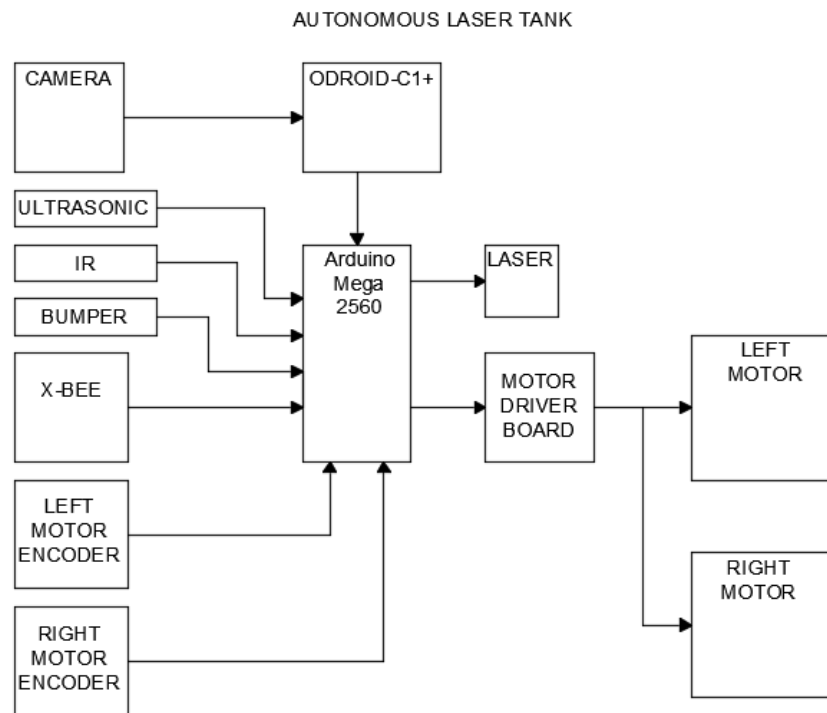 AUTONOMOUS LASER TANK
CAMERA
ODROID-C1+
ULTRASONIC
IR
BUMPER
X-BEE
Arduino
Mega
2560
LASER
MOTOR
DRIVER
BOARD
LEFT
MOTOR
RIGHT
MOTOR
LEFT
MOTOR
ENCODER
RIGHT
MOTOR
ENCODER